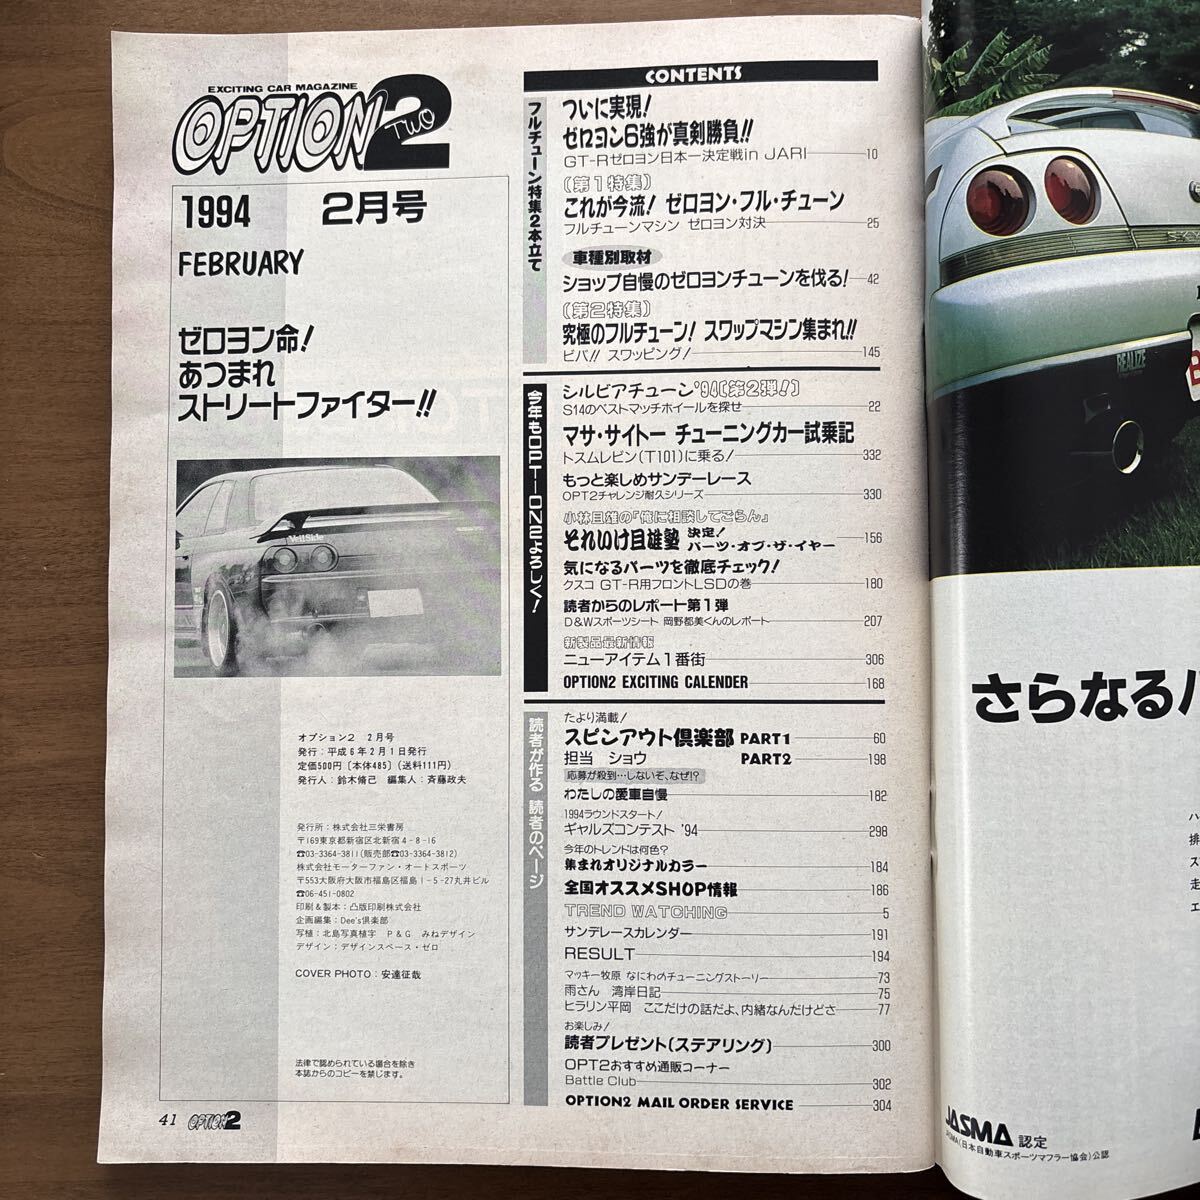 EXCITING CAR MAGAZINE
OPTION2
TWO
1994 2月号
FEBRUARY
ゼロヨン命!
あつまれ
ストリートファイター!!
VeilSide
オプション2 2月号
発行:平成6年2月1日発行
定価500円〔本体485〕(送料111円)
発行人:鈴木脩己 編集人:斉藤政夫
発行所:株式会社三栄書房
〒169東京都新宿区北新宿4-8-16
☎03-3364-3811(販売部☎03-3364-3812)
株式会社モーターファン・オートスポーツ
〒553大阪府大阪市福島区福島1-5-27丸井ビル
☎06-451-0802
印刷&製本:凸版印刷株式会社
企画編集:Dee's倶楽部
写植:北島写真植字 P&G みねデザイン
デザイン:デザインスペース・ゼロ
COVER PHOTO:安達征哉
法律で認められている場合を除き
本誌からのコピーを禁じます。
41 OPTION2
CONTENTS
フルチューン特集2本立て
ついに実現!
ゼロヨン6強が真剣勝負!!
GT-Rゼロヨン日本一決定戦in JARI 10
(第1特集)
これが今流! ゼロヨン・フル・チューン
フルチューンマシン ゼロヨン対決 25
車種別取材
ショップ自慢のゼロヨンチューンを伐る! 42
(第2特集)
究極のフルチューン! スワップマシン集まれ!!
ビバ!! スワッピング! 145
今年もOPTION2よろしく!
シルビアチューン'94〔第2弾!〕
S14のベストマッチホイールを探せ 22
マサ・サイトー チューニングカー試乗記
トスムレビン(T101)に乗る! 332
もっと楽しめサンデーレース
OPT2チャレンジ耐久シリーズ 330
小林且雄の「俺に相談してごらん」
それいけ且雄塾 決定! パーツ・オブ・ザ・イヤー 156
気になるパーツを徹底チェック!
クスコ GT-R用フロントLSDの巻 180
読者からのレポート第1弾
D&Wスポーツシート 岡野都美くんのレポート 207
新製品最新情報
ニューアイテム1番街 306
OPTION2 EXCITING CALENDER 168
読者が作る 読者のページ
たより満載!
スピンアウト倶楽部 PART1 60
担当 ショウ PART2 198
応募が殺到…しないぞ、なぜ!?
わたしの愛車自慢 182
1994ラウンドスタート!
ギャルズコンテスト '94 298
今年のトレンドは何色?
集まれオリジナルカラー 184
全国オススメSHOP情報 186
TREND WATCHING 5
サンデーレースカレンダー 191
RESULT 194
マッキー牧原 なにわめチューニングストーリー 73
雨さん 湾岸日記 75
ヒラリン平岡 ここだけの話だよ、内緒なんだけどさ 77
お楽しみ!
読者プレゼント〔ステアリング〕 300
OPT2おすすめ通販コーナー
Battle Club 302
OPTION2 MAIL ORDER SERVICE 304
REALIZE
さらなる
JASMA 認定
JASMA(日本自動車スポーツマフラー協会)公認